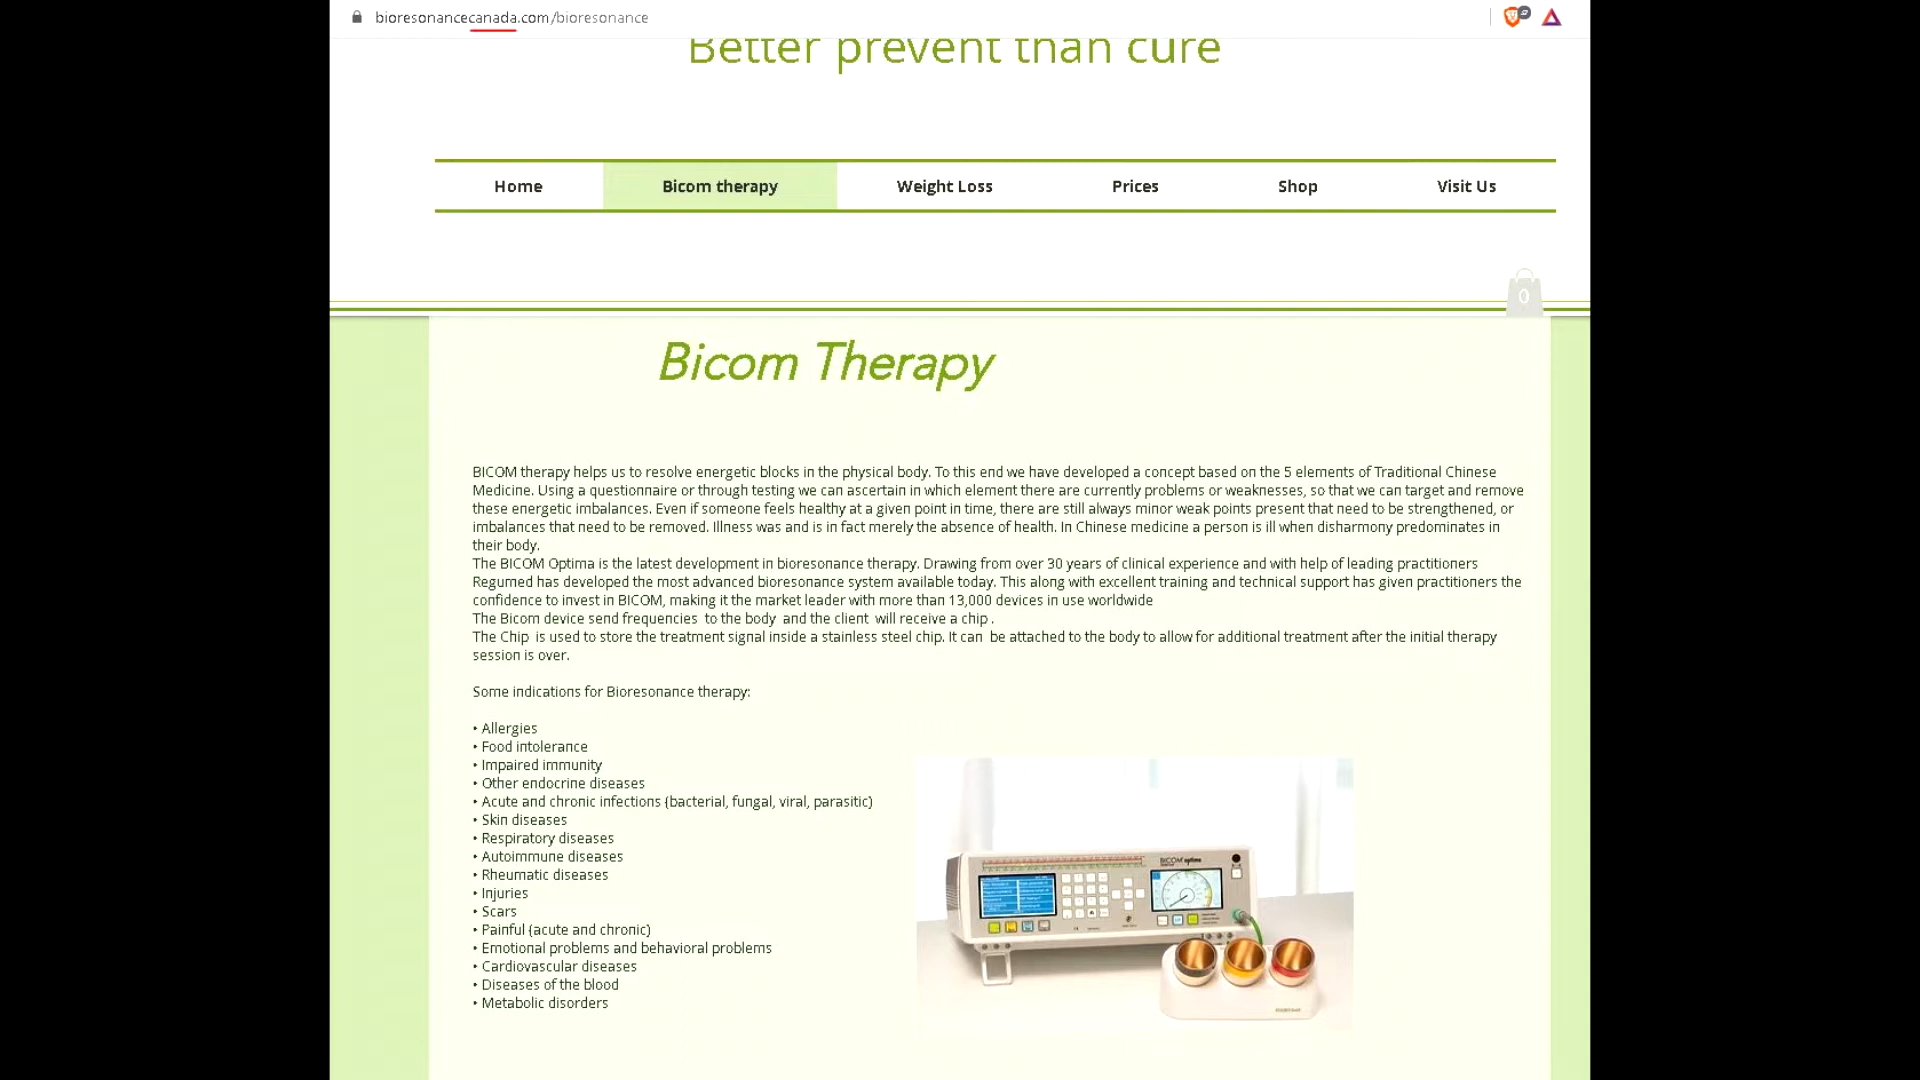 bioresonancecanada.com/bioresonance
Better prevent than cure
Home Bicom therapy Weight Loss Prices Shop Visit Us
0
Bicom Therapy
BICOM therapy helps us to resolve energetic blocks in the physical body. To this end we have developed a concept based on the 5 elements of Traditional Chinese
Medicine. Using a questionnaire or through testing we can ascertain in which element there are currently problems or weaknesses, so that we can target and remove
these energetic imbalances. Even if someone feels healthy at a given point in time, there are still always minor weak points present that need to be strengthened, or
imbalances that need to be removed. Illness was and is in fact merely the absence of health. In Chinese medicine a person is ill when disharmony predominates in
their body.
The BICOM Optima is the latest development in bioresonance therapy. Drawing from over 30 years of clinical experience and with help of leading practitioners
Regumed has developed the most advanced bioresonance system available today. This along with excellent training and technical support has given practitioners the
confidence to invest in BICOM, making it the market leader with more than 13,000 devices in use worldwide
The Bicom device send frequencies to the body and the client will receive a chip .
The Chip is used to store the treatment signal inside a stainless steel chip. It can be attached to the body to allow for additional treatment after the initial therapy
session is over.
Some indications for Bioresonance therapy:
• Allergies
• Food intolerance
• Impaired immunity
• Other endocrine diseases
• Acute and chronic infections (bacterial, fungal, viral, parasitic)
• Skin diseases
• Respiratory diseases
• Autoimmune diseases
• Rheumatic diseases
• Injuries
• Scars
• Painful (acute and chronic)
• Emotional problems and behavioral problems
• Cardiovascular diseases
• Diseases of the blood
• Metabolic disorders
BICOM optima